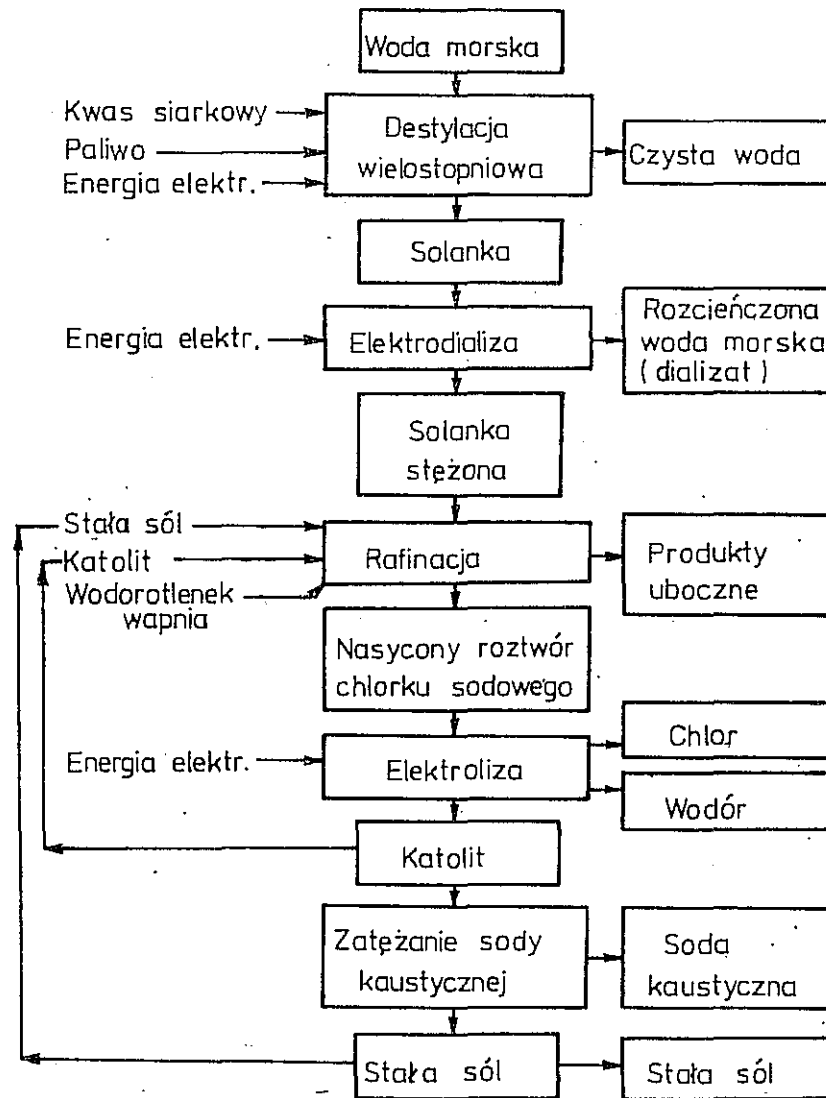 Woda morska
Kwas siarkowy
Paliwo
Energia elektr.
Destylacja
wielostopniowa
Czysta woda
Solanka
Energia elektr.
Elektrodializa
Rozcieńczona
woda morska
(dializat)
Solanka
stężona
Stała sól
Katolit
Wodorotlenek
wapnia
Rafinacja
Produkty
uboczne
Nasycony roztwór
chlorku sodowego
Energia elektr.
Elektroliza
Chlor
Wodór
Katolit
Zatężanie sody
kaustycznej
Soda
kaustyczna
Stała sól
Stała sól